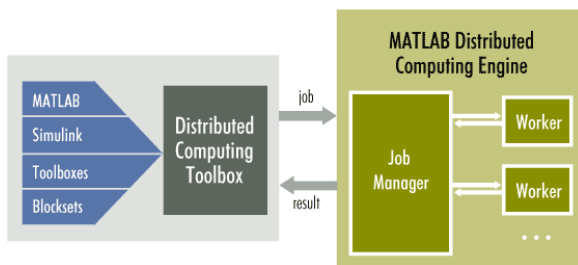 MATLAB
Simulink
Toolboxes
Blocksets
Distributed
Computing
Toolbox
job
result
MATLAB Distributed
Computing Engine
Job
Manager
Worker
Worker
...